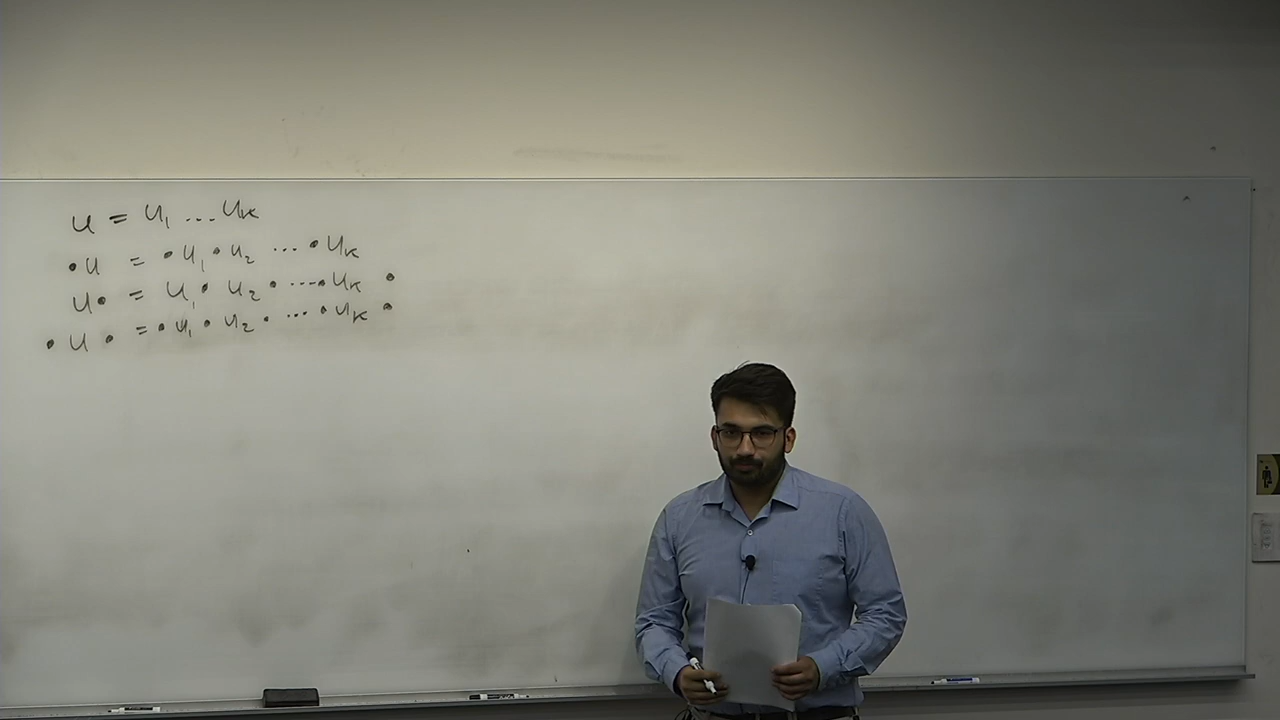 u = u₁ ... uₖ
•u = •u₁•u₂ ... •uₖ
u• = u₁• u₂• ....•uₖ •
•u• = •u₁•u₂• ... •uₖ•